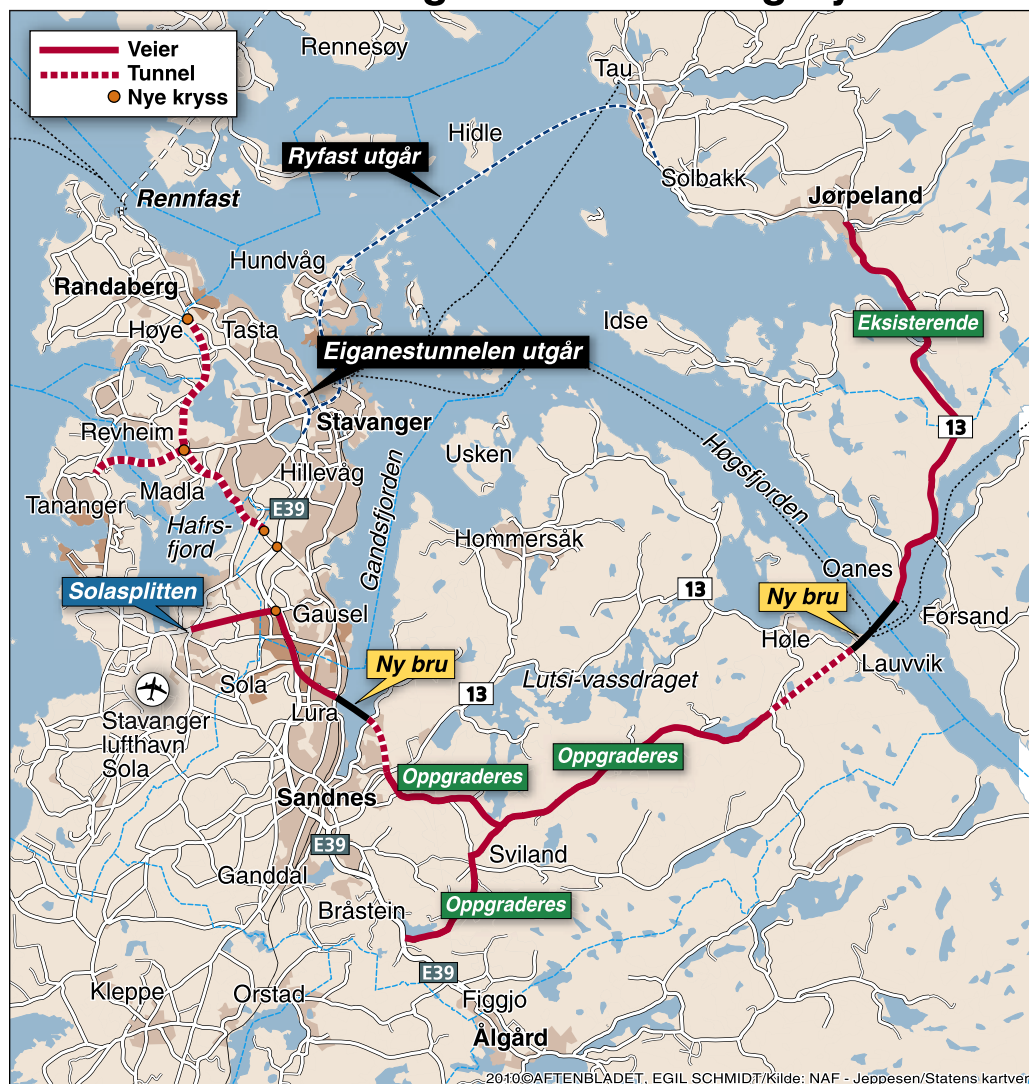 Veier
Tunnel
Nye kryss
Rennesøy
Tau
Hidle
Ryfast utgår
Solbakk
Rennfast
Jørpeland
Hundvåg
Randaberg
Høye
Tasta
Idse
Eksisterende
Eiganestunnelen utgår
Stavanger
13
Revheim
Usken
Høgsfjorden
Hillevåg
Gandsfjorden
Madla
Tananger
E39
Hafrs-
fjord
Hommersåk
Oanes
Solasplitten
13
Ny bru
Gausel
Forsand
Høle
Lauvvik
Ny bru
Sola
13
Lutsi-vassdraget
Lura
Stavanger
lufthavn
Sola
Oppgraderes
Oppgraderes
Sandnes
E39
Sviland
Ganddal
Bråstein
Oppgraderes
E39
Kleppe
Orstad
Figgjo
Ålgård
2010©AFTENBLADET, EGIL SCHMIDT/Kilde: NAF - Jeppesen/Statens kartver